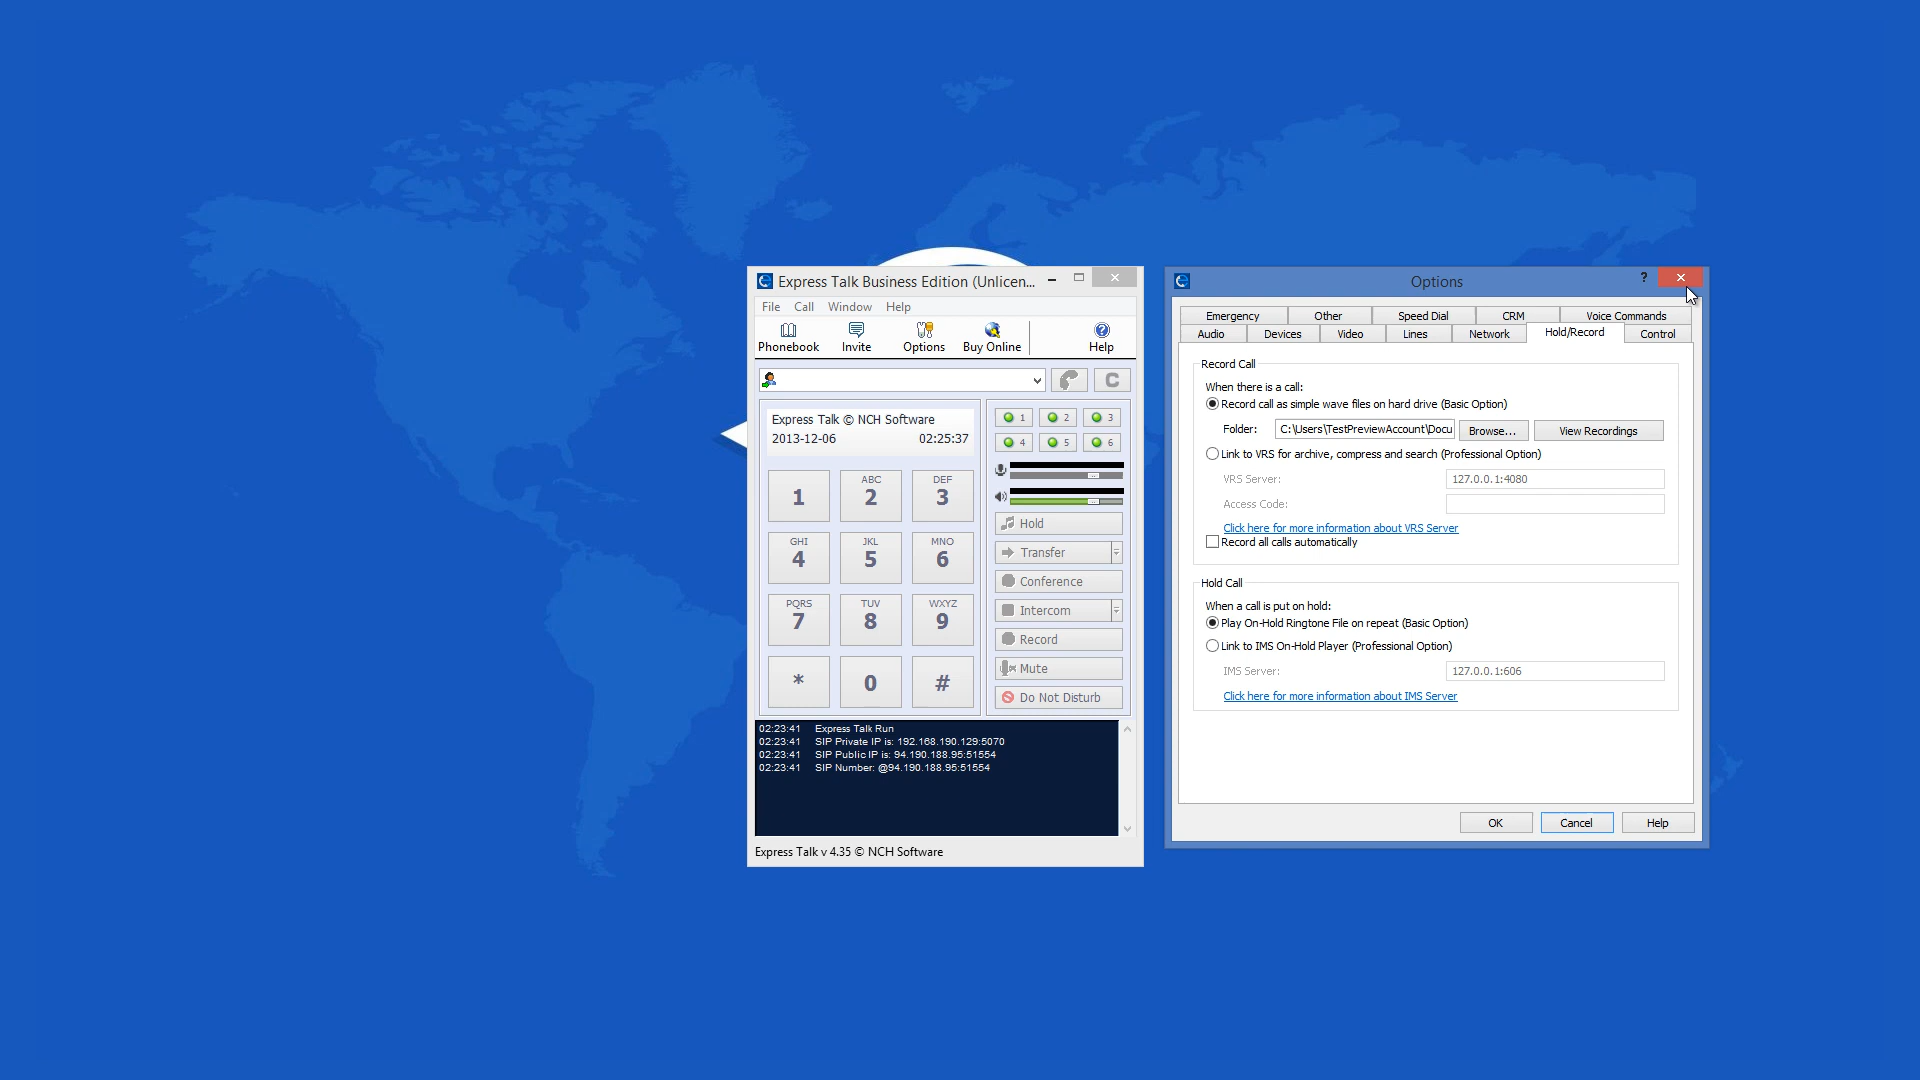 Express Talk Business Edition (Unlicen...
File Call Window Help
Phonebook Invite Options Buy Online Help
C
Express Talk © NCH Software
2013-12-06 02:25:37
1 2 3
4 5 6
1
ABC
2
DEF
3
GHI
4
JKL
5
MNO
6
PQRS
7
TUV
8
WXYZ
9
*
0
#
Hold
Transfer
Conference
Intercom
Record
Mute
Do Not Disturb
02:23:41 Express Talk Run
02:23:41 SIP Private IP is: 192.168.190.129:5070
02:23:41 SIP Public IP is: 94.190.188.95:51554
02:23:41 SIP Number: @94.190.188.95:51554
Express Talk v 4.35 © NCH Software
Options
?
Emergency Other Speed Dial CRM Voice Commands
Audio Devices Video Lines Network Hold/Record Control
Record Call
When there is a call:
Record call as simple wave files on hard drive (Basic Option)
Folder: C:\Users\TestPreviewAccount\Docu Browse... View Recordings
Link to VRS for archive, compress and search (Professional Option)
VRS Server: 127.0.0.1:4080
Access Code:
Click here for more information about VRS Server
Record all calls automatically
Hold Call
When a call is put on hold:
Play On-Hold Ringtone File on repeat (Basic Option)
Link to IMS On-Hold Player (Professional Option)
IMS Server: 127.0.0.1:606
Click here for more information about IMS Server
OK Cancel Help